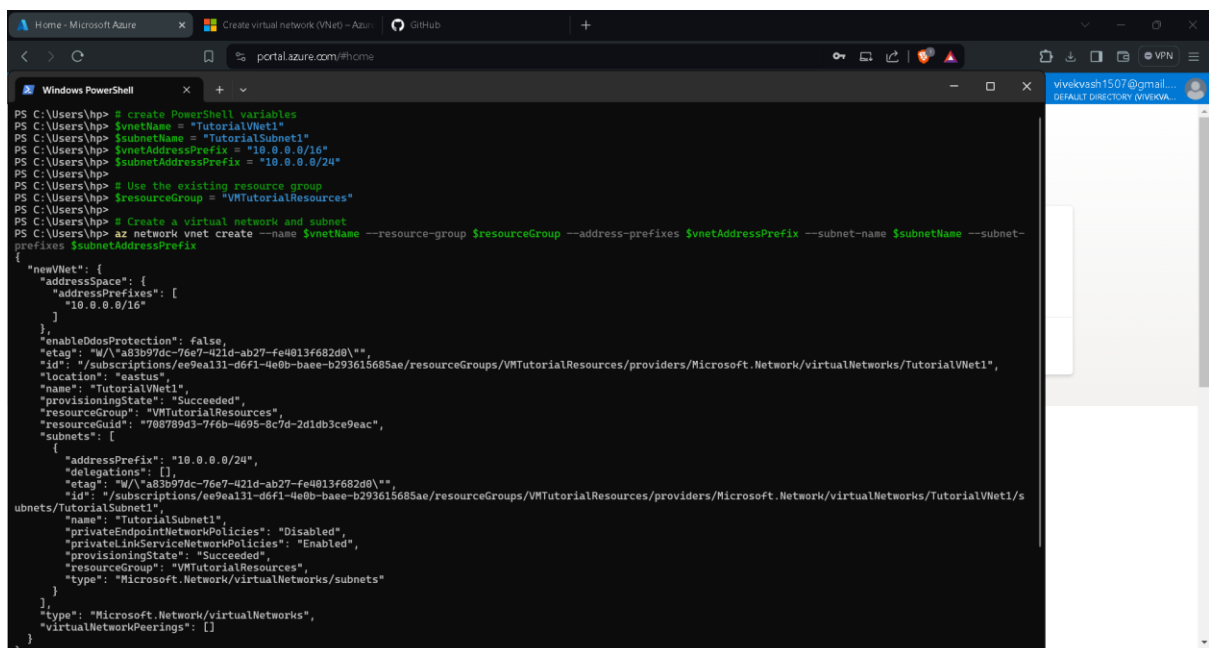 Home - Microsoft Azure
Create virtual network (VNet) – Azur
GitHub
portal.azure.com/#home
VPN
Windows PowerShell
vivekvash1507@gmail....
DEFAULT DIRECTORY (VIVEKVA...
PS C:\Users\hp> # create PowerShell variables
PS C:\Users\hp> $vnetName = "TutorialVNet1"
PS C:\Users\hp> $subnetName = "TutorialSubnet1"
PS C:\Users\hp> $vnetAddressPrefix = "10.0.0.0/16"
PS C:\Users\hp> $subnetAddressPrefix = "10.0.0.0/24"
PS C:\Users\hp>
PS C:\Users\hp> # Use the existing resource group
PS C:\Users\hp> $resourceGroup = "VMTutorialResources"
PS C:\Users\hp>
PS C:\Users\hp> # Create a virtual network and subnet
PS C:\Users\hp> az network vnet create --name $vnetName --resource-group $resourceGroup --address-prefixes $vnetAddressPrefix --subnet-name $subnetName --subnet-
prefixes $subnetAddressPrefix
{
"newVNet": {
"addressSpace": {
"addressPrefixes": [
"10.0.0.0/16"
]
},
"enableDdosProtection": false,
"etag": "W/\"a83b97dc-76e7-421d-ab27-fe4013f682d0\"",
"id": "/subscriptions/ee9ea131-d6f1-4e0b-baee-b293615685ae/resourceGroups/VMTutorialResources/providers/Microsoft.Network/virtualNetworks/TutorialVNet1",
"location": "eastus",
"name": "TutorialVNet1",
"provisioningState": "Succeeded",
"resourceGroup": "VMTutorialResources",
"resourceGuid": "708789d3-7f6b-4695-8c7d-2d1db3ce9eac",
"subnets": [
{
"addressPrefix": "10.0.0.0/24",
"delegations": [],
"etag": "W/\"a83b97dc-76e7-421d-ab27-fe4013f682d0\"",
"id": "/subscriptions/ee9ea131-d6f1-4e0b-baee-b293615685ae/resourceGroups/VMTutorialResources/providers/Microsoft.Network/virtualNetworks/TutorialVNet1/s
ubnets/TutorialSubnet1",
"name": "TutorialSubnet1",
"privateEndpointNetworkPolicies": "Disabled",
"privateLinkServiceNetworkPolicies": "Enabled",
"provisioningState": "Succeeded",
"resourceGroup": "VMTutorialResources",
"type": "Microsoft.Network/virtualNetworks/subnets"
}
],
"type": "Microsoft.Network/virtualNetworks",
"virtualNetworkPeerings": []
}